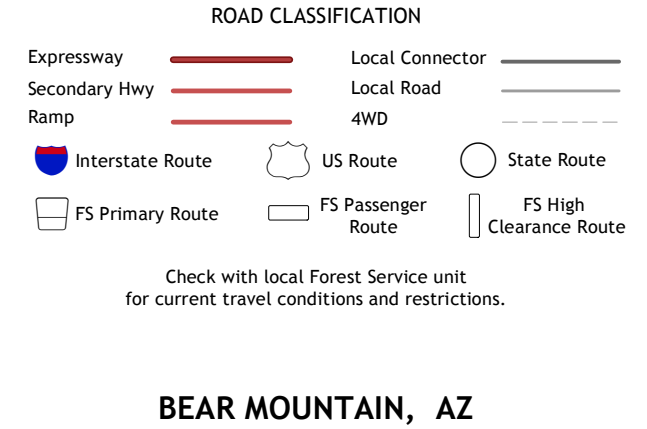 ROAD CLASSIFICATION
Expressway
Local Connector
Secondary Hwy
Local Road
Ramp
4WD
Interstate Route
US Route
State Route
FS Primary Route
FS Passenger
Route
FS High
Clearance Route
Check with local Forest Service unit
for current travel conditions and restrictions.
BEAR MOUNTAIN, AZ